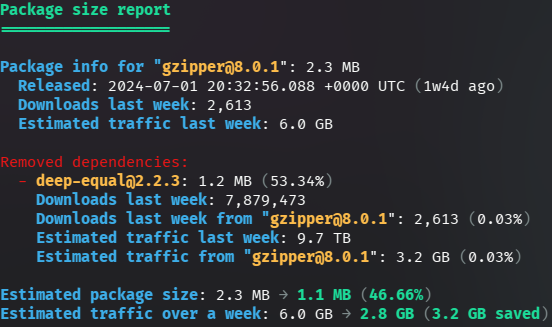 Package size report
===================
Package info for "gzipper@8.0.1": 2.3 MB
Released: 2024-07-01 20:32:56.088 +0000 UTC (1w4d ago)
Downloads last week: 2,613
Estimated traffic last week: 6.0 GB
Removed dependencies:
- deep-equal@2.2.3: 1.2 MB (53.34%)
Downloads last week: 7,879,473
Downloads last week from "gzipper@8.0.1": 2,613 (0.03%)
Estimated traffic last week: 9.7 TB
Estimated traffic from "gzipper@8.0.1": 3.2 GB (0.03%)
Estimated package size: 2.3 MB → 1.1 MB (46.66%)
Estimated traffic over a week: 6.0 GB → 2.8 GB (3.2 GB saved)